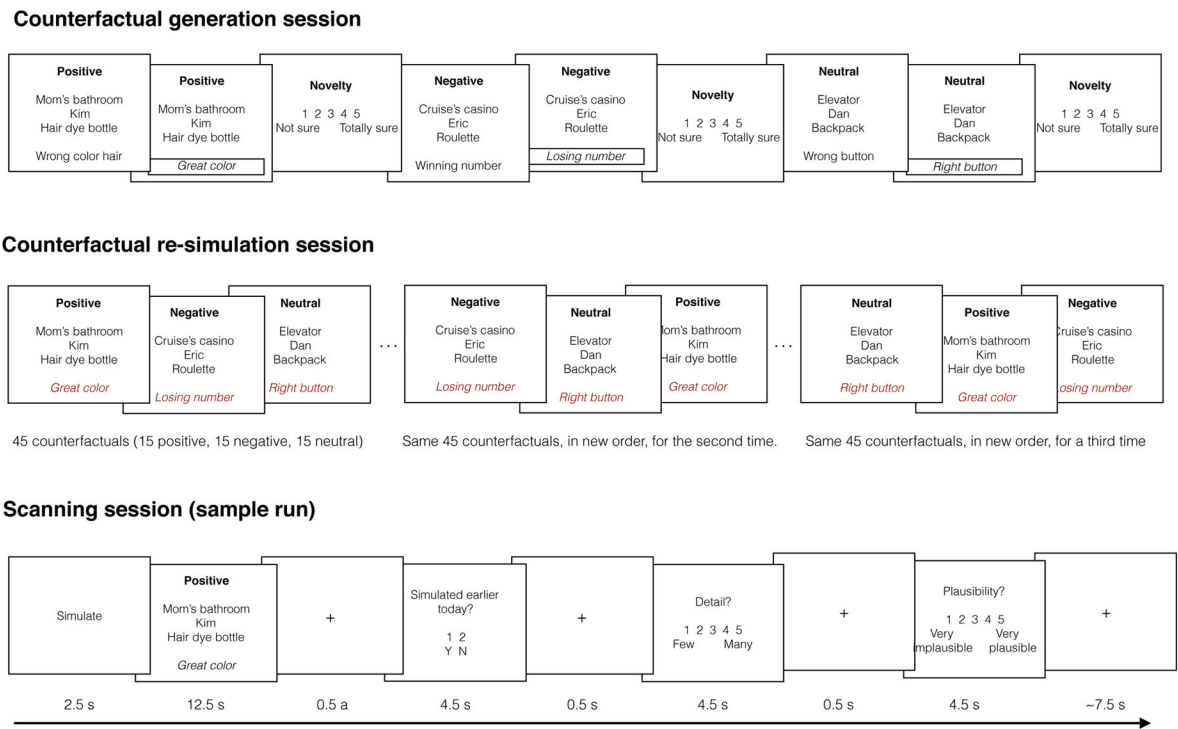 Counterfactual generation session
Positive
Mom's bathroom
Kim
Hair dye bottle
Wrong color hair
Positive
Mom's bathroom
Kim
Hair dye bottle
Great color
Novelty
1 2 3 4 5
Not sure Totally sure
Negative
Cruise's casino
Eric
Roulette
Winning number
Negative
Cruise's casino
Eric
Roulette
Losing number
Novelty
1 2 3 4 5
Not sure Totally sure
Neutral
Elevator
Dan
Backpack
Wrong button
Neutral
Elevator
Dan
Backpack
Right button
Novelty
1 2 3 4 5
Not sure Totally sure
Counterfactual re-simulation session
Positive
Mom's bathroom
Kim
Hair dye bottle
Great color
Negative
Cruise's casino
Eric
Roulette
Losing number
Neutral
Elevator
Dan
Backpack
Right button
...
Negative
Cruise's casino
Eric
Roulette
Losing number
Neutral
Elevator
Dan
Backpack
Right button
Positive
Mom's bathroom
Kim
Hair dye bottle
Great color
...
Neutral
Elevator
Dan
Backpack
Right button
Positive
Mom's bathroom
Kim
Hair dye bottle
Great color
Negative
Cruise's casino
Eric
Roulette
Losing number
45 counterfactuals (15 positive, 15 negative, 15 neutral)
Same 45 counterfactuals, in new order, for the second time.
Same 45 counterfactuals, in new order, for a third time
Scanning session (sample run)
Simulate
Positive
Mom's bathroom
Kim
Hair dye bottle
Great color
+
Simulated earlier
today?
1 2
Y N
+
Detail?
1 2 3 4 5
Few Many
+
Plausibility?
1 2 3 4 5
Very Very
implausible plausible
+
2.5 s 12.5 s 0.5 a 4.5 s 0.5 s 4.5 s 0.5 s 4.5 s ~7.5 s